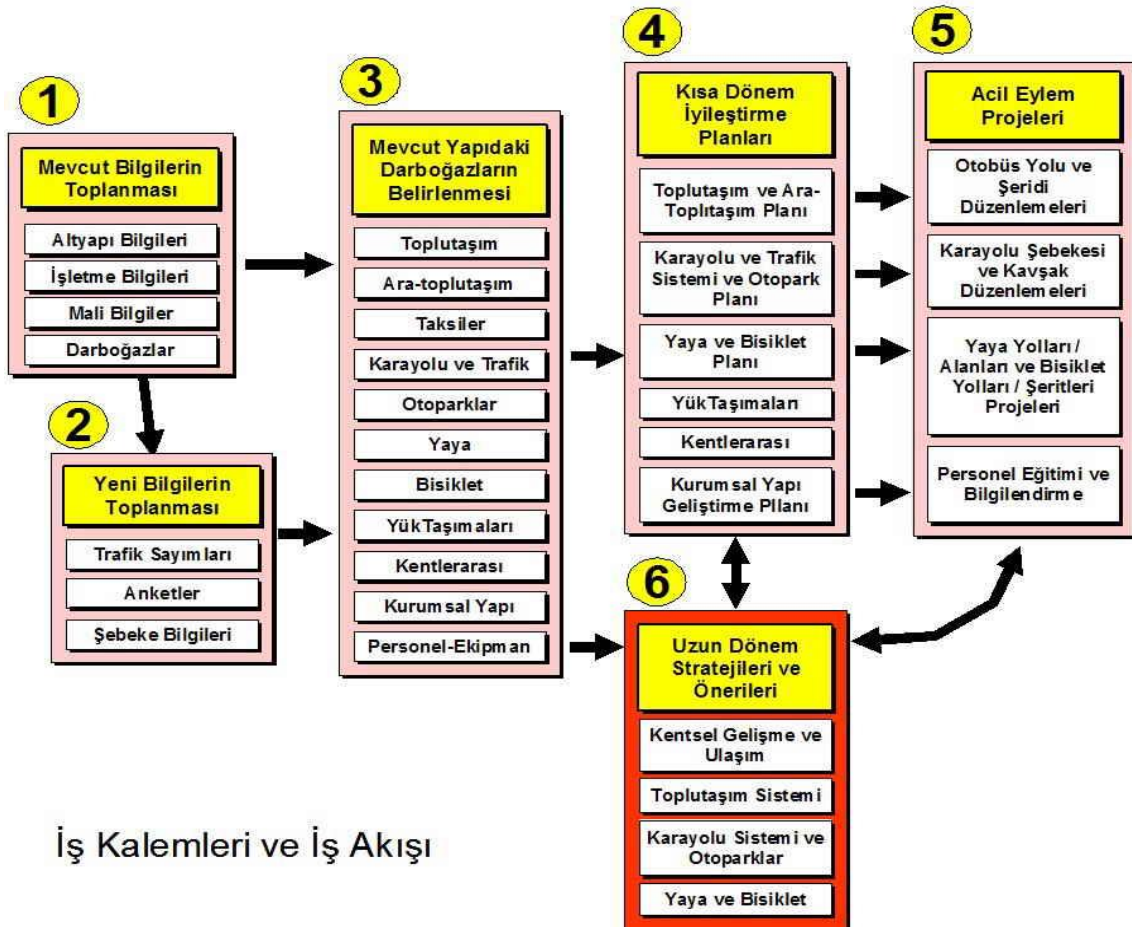 1
Mevcut Bilgilerin
Toplanması
Altyapı Bilgileri
İşletme Bilgileri
Mali Bilgiler
Darboğazlar
2
Yeni Bilgilerin
Toplanması
Trafik Sayımları
Anketler
Şebeke Bilgileri
3
Mevcut Yapıdaki
Darboğazların
Belirlenmesi
Toplutaşım
Ara-toplutaşım
Taksiler
Karayolu ve Trafik
Otoparklar
Yaya
Bisiklet
YükTaşımaları
Kentlerarası
Kurumsal Yapı
Personel-Ekipman
4
Kısa Dönem
İyileştirme
Planları
Toplutaşım ve Ara-
Toplıtaşım Planı
Karayolu ve Trafik
Sistemi ve Otopark
Planı
Yaya ve Bisiklet
Planı
YükTaşımaları
Kentlerarası
Kurumsal Yapı
Geliştirme Pllanı
5
Acil Eylem
Projeleri
Otobüs Yolu ve
Şeridi
Düzenlemeleri
Karayolu Şebekesi
ve Kavşak
Düzenlemeleri
Yaya Yolları /
Alanları ve Bisiklet
Yolları / Şeritleri
Projeleri
Personel Eğitimi ve
Bilgilendirme
6
Uzun Dönem
Stratejileri ve
Önerileri
Kentsel Gelişme ve
Ulaşım
Toplutaşım Sistemi
Karayolu Sistemi ve
Otoparklar
Yaya ve Bisiklet
İş Kalemleri ve İş Akışı